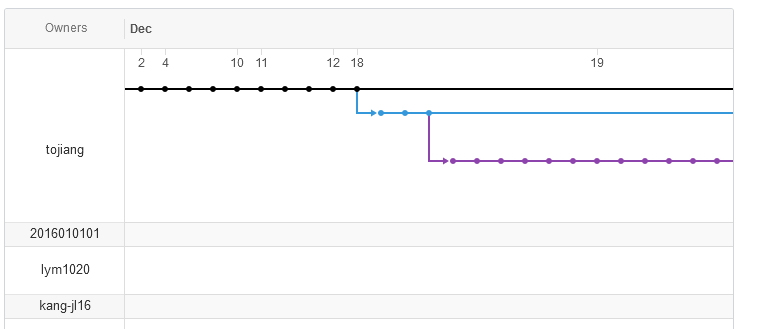 Owners Dec
2 4 10 11 12 18 19
tojiang
2016010101
lym1020
kang-jl16